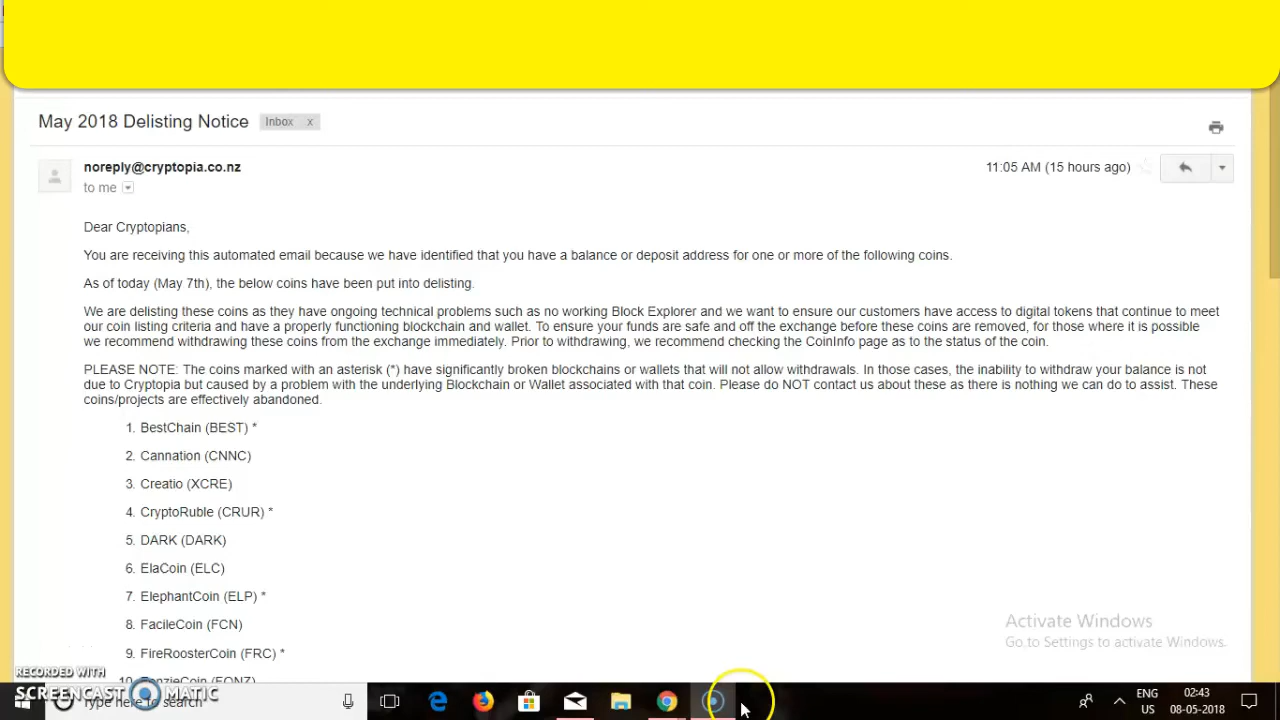 May 2018 Delisting Notice Inbox x
noreply@cryptopia.co.nz 11:05 AM (15 hours ago)
to me
Dear Cryptopians,
You are receiving this automated email because we have identified that you have a balance or deposit address for one or more of the following coins.
As of today (May 7th), the below coins have been put into delisting.
We are delisting these coins as they have ongoing technical problems such as no working Block Explorer and we want to ensure our customers have access to digital tokens that continue to meet
our coin listing criteria and have a properly functioning blockchain and wallet. To ensure your funds are safe and off the exchange before these coins are removed, for those where it is possible
we recommend withdrawing these coins from the exchange immediately. Prior to withdrawing, we recommend checking the CoinInfo page as to the status of the coin.
PLEASE NOTE: The coins marked with an asterisk (*) have significantly broken blockchains or wallets that will not allow withdrawals. In those cases, the inability to withdraw your balance is not
due to Cryptopia but caused by a problem with the underlying Blockchain or Wallet associated with that coin. Please do NOT contact us about these as there is nothing we can do to assist. These
coins/projects are effectively abandoned.
1. BestChain (BEST) *
2. Cannation (CNNC)
3. Creatio (XCRE)
4. CryptoRuble (CRUR) *
5. DARK (DARK)
6. ElaCoin (ELC)
7. ElephantCoin (ELP) *
8. FacileCoin (FCN)
9. FireRoosterCoin (FRC) *
Activate Windows
Go to Settings to activate Windows.
RECORDED WITH
SCREENCAST MATIC
Type here to search
ENG
US
02:43
08-05-2018